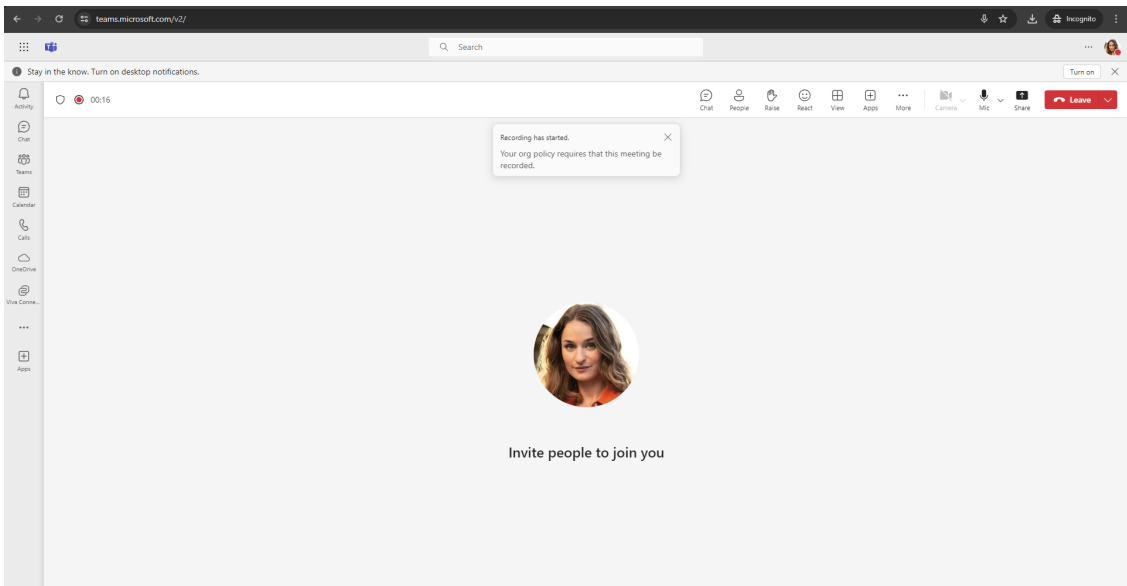 teams.microsoft.com/v2/
Incognito
Search
Stay in the know. Turn on desktop notifications.
Turn on
Activity
Chat
Teams
Calendar
Calls
OneDrive
Viva Conne...
Apps
00:16
Chat
People
Raise
React
View
Apps
More
Camera
Mic
Share
Leave
Recording has started.
Your org policy requires that this meeting be
recorded.
Invite people to join you